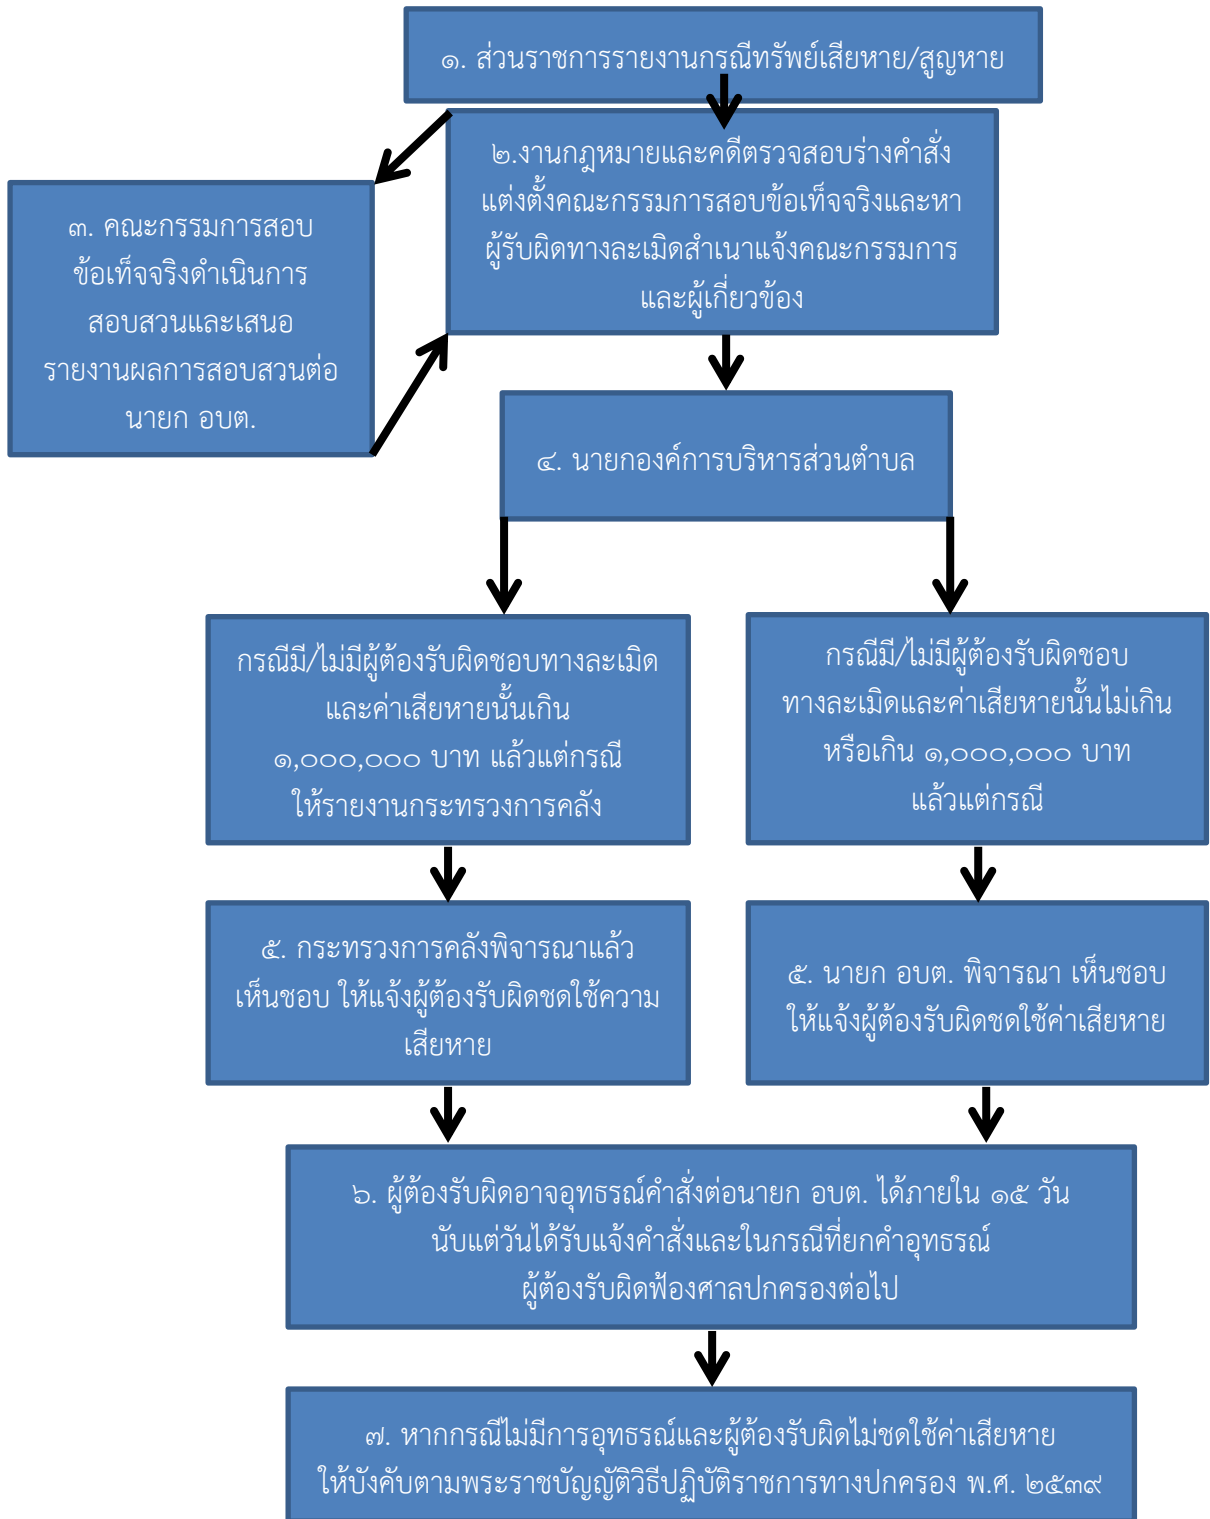 ๑. ส่วนราชการรายงานกรณีทรัพย์เสียหาย/สูญหาย
๒.งานกฎหมายและคดีตรวจสอบร่างคำสั่ง
แต่งตั้งคณะกรรมการสอบข้อเท็จจริงและหา
ผู้รับผิดทางละเมิดสำเนาแจ้งคณะกรรมการ
และผู้เกี่ยวข้อง
๓. คณะกรรมการสอบ
ข้อเท็จจริงดำเนินการ
สอบสวนและเสนอ
รายงานผลการสอบสวนต่อ
นายก อบต.
๔. นายกองค์การบริหารส่วนตำบล
กรณีมี/ไม่มีผู้ต้องรับผิดชอบทางละเมิด
และค่าเสียหายนั้นเกิน
๑,๐๐๐,๐๐๐ บาท แล้วแต่กรณี
ให้รายงานกระทรวงการคลัง
กรณีมี/ไม่มีผู้ต้องรับผิดชอบ
ทางละเมิดและค่าเสียหายนั้นไม่เกิน
หรือเกิน ๑,๐๐๐,๐๐๐ บาท
แล้วแต่กรณี
๕. กระทรวงการคลังพิจารณาแล้ว
เห็นชอบ ให้แจ้งผู้ต้องรับผิดชดใช้ความ
เสียหาย
๕. นายก อบต. พิจารณา เห็นชอบ
ให้แจ้งผู้ต้องรับผิดชดใช้ค่าเสียหาย
๖. ผู้ต้องรับผิดอาจอุทธรณ์คำสั่งต่อนายก อบต. ได้ภายใน ๑๕ วัน
นับแต่วันได้รับแจ้งคำสั่งและในกรณีที่ยกคำอุทธรณ์
ผู้ต้องรับผิดฟ้องศาลปกครองต่อไป
๗. หากกรณีไม่มีการอุทธรณ์และผู้ต้องรับผิดไม่ชดใช้ค่าเสียหาย
ให้บังคับตามพระราชบัญญัติวิธีปฏิบัติราชการทางปกครอง พ.ศ. ๒๕๓๙